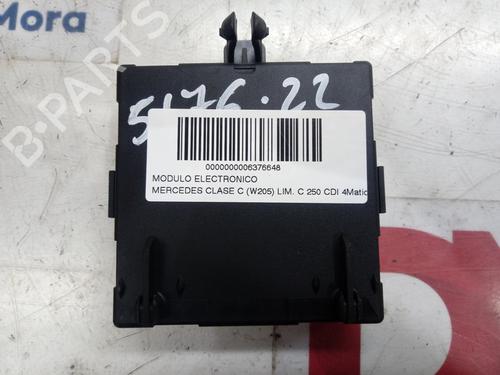 Mora
B-PARTS
5176.22
0000000006376648
MODULO ELECTRONICO
MERCEDES CLASE C (W205) LIM. C 250 CDI 4Matic